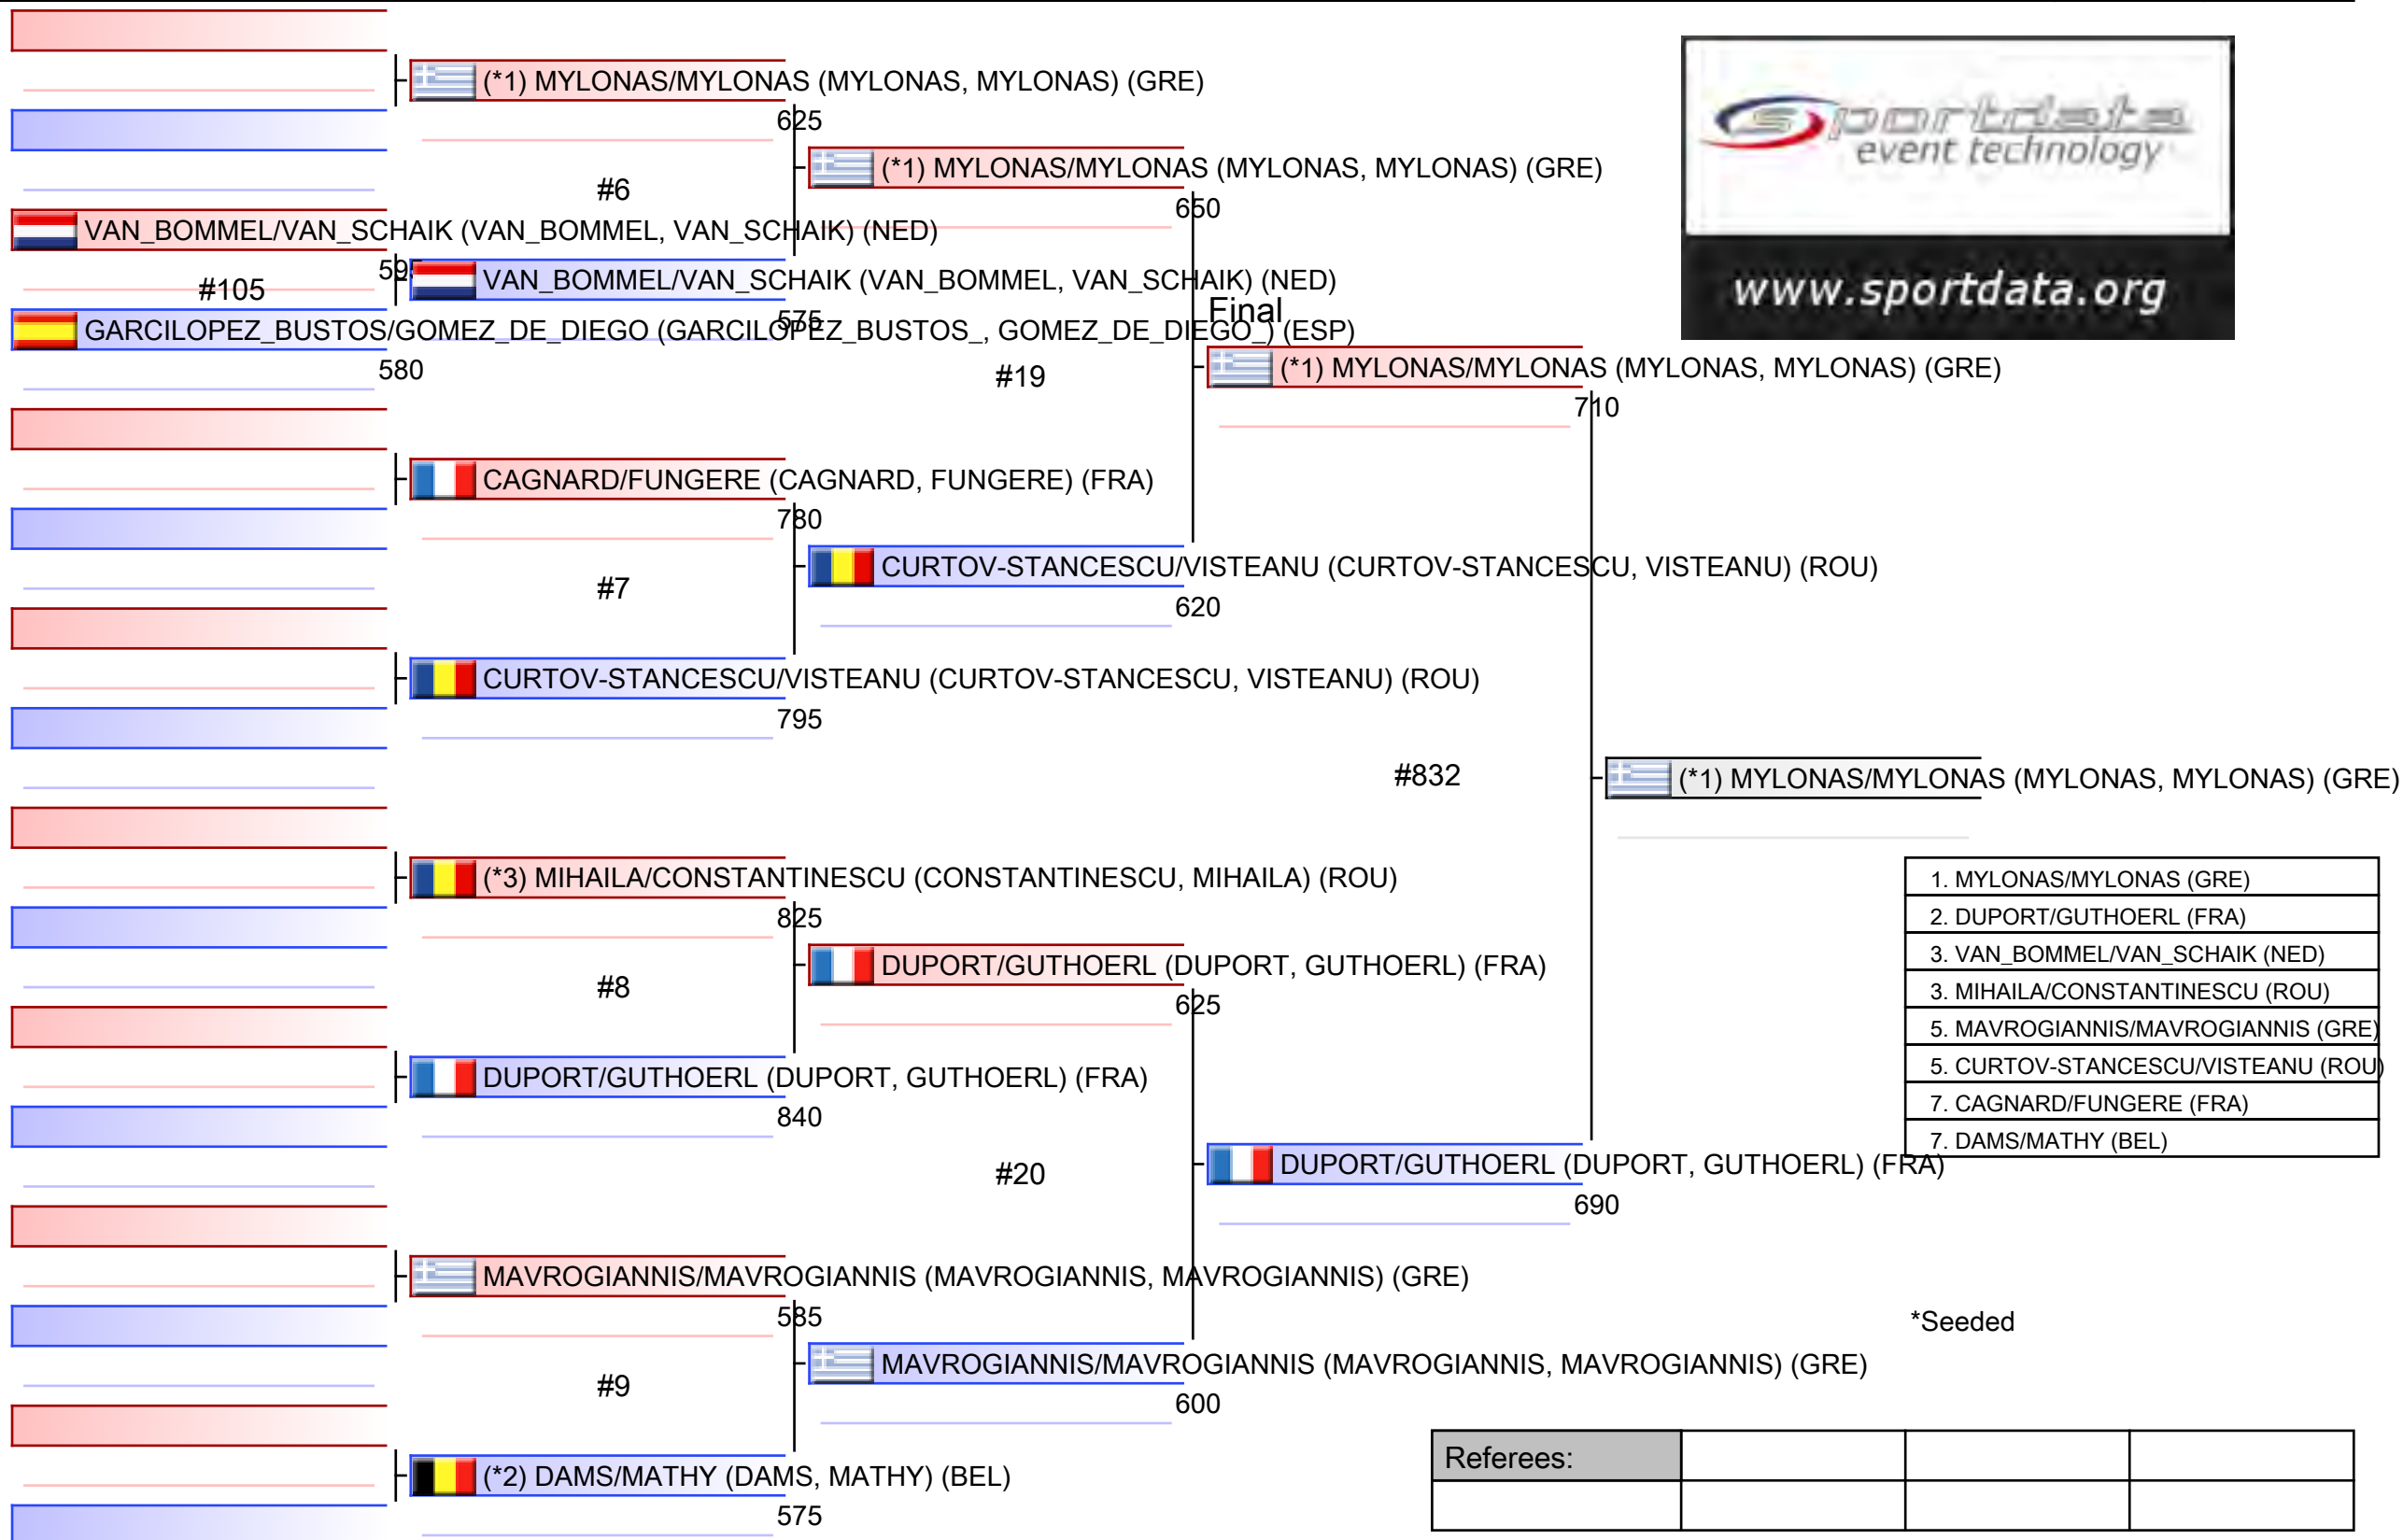 (*1) MYLONAS/MYLONAS (MYLONAS, MYLONAS) (GRE)
625
#6
VAN_BOMMEL/VAN_SCHAIK (VAN_BOMMEL, VAN_SCHAIK) (NED)
#105
VAN_BOMMEL/VAN_SCHAIK (VAN_BOMMEL, VAN_SCHAIK) (NED)
575
GARCILOPEZ_BUSTOS/GOMEZ_DE_DIEGO (GARCILOPEZ_BUSTOS_, GOMEZ_DE_DIEGO_) (ESP)
580
(*1) MYLONAS/MYLONAS (MYLONAS, MYLONAS) (GRE)
650
#19
Final
(*1) MYLONAS/MYLONAS (MYLONAS, MYLONAS) (GRE)
710
sportdata
event technology
www.sportdata.org
CAGNARD/FUNGERE (CAGNARD, FUNGERE) (FRA)
780
#7
CURTOV-STANCESCU/VISTEANU (CURTOV-STANCESCU, VISTEANU) (ROU)
620
CURTOV-STANCESCU/VISTEANU (CURTOV-STANCESCU, VISTEANU) (ROU)
795
#832
(*1) MYLONAS/MYLONAS (MYLONAS, MYLONAS) (GRE)
(*3) MIHAILA/CONSTANTINESCU (CONSTANTINESCU, MIHAILA) (ROU)
825
#8
DUPORT/GUTHOERL (DUPORT, GUTHOERL) (FRA)
625
DUPORT/GUTHOERL (DUPORT, GUTHOERL) (FRA)
840
#20
DUPORT/GUTHOERL (DUPORT, GUTHOERL) (FRA)
690
1. MYLONAS/MYLONAS (GRE)
2. DUPORT/GUTHOERL (FRA)
3. VAN_BOMMEL/VAN_SCHAIK (NED)
3. MIHAILA/CONSTANTINESCU (ROU)
5. MAVROGIANNIS/MAVROGIANNIS (GRE)
5. CURTOV-STANCESCU/VISTEANU (ROU)
7. CAGNARD/FUNGERE (FRA)
7. DAMS/MATHY (BEL)
MAVROGIANNIS/MAVROGIANNIS (MAVROGIANNIS, MAVROGIANNIS) (GRE)
585
#9
MAVROGIANNIS/MAVROGIANNIS (MAVROGIANNIS, MAVROGIANNIS) (GRE)
600
(*2) DAMS/MATHY (DAMS, MATHY) (BEL)
575
*Seeded
Referees: